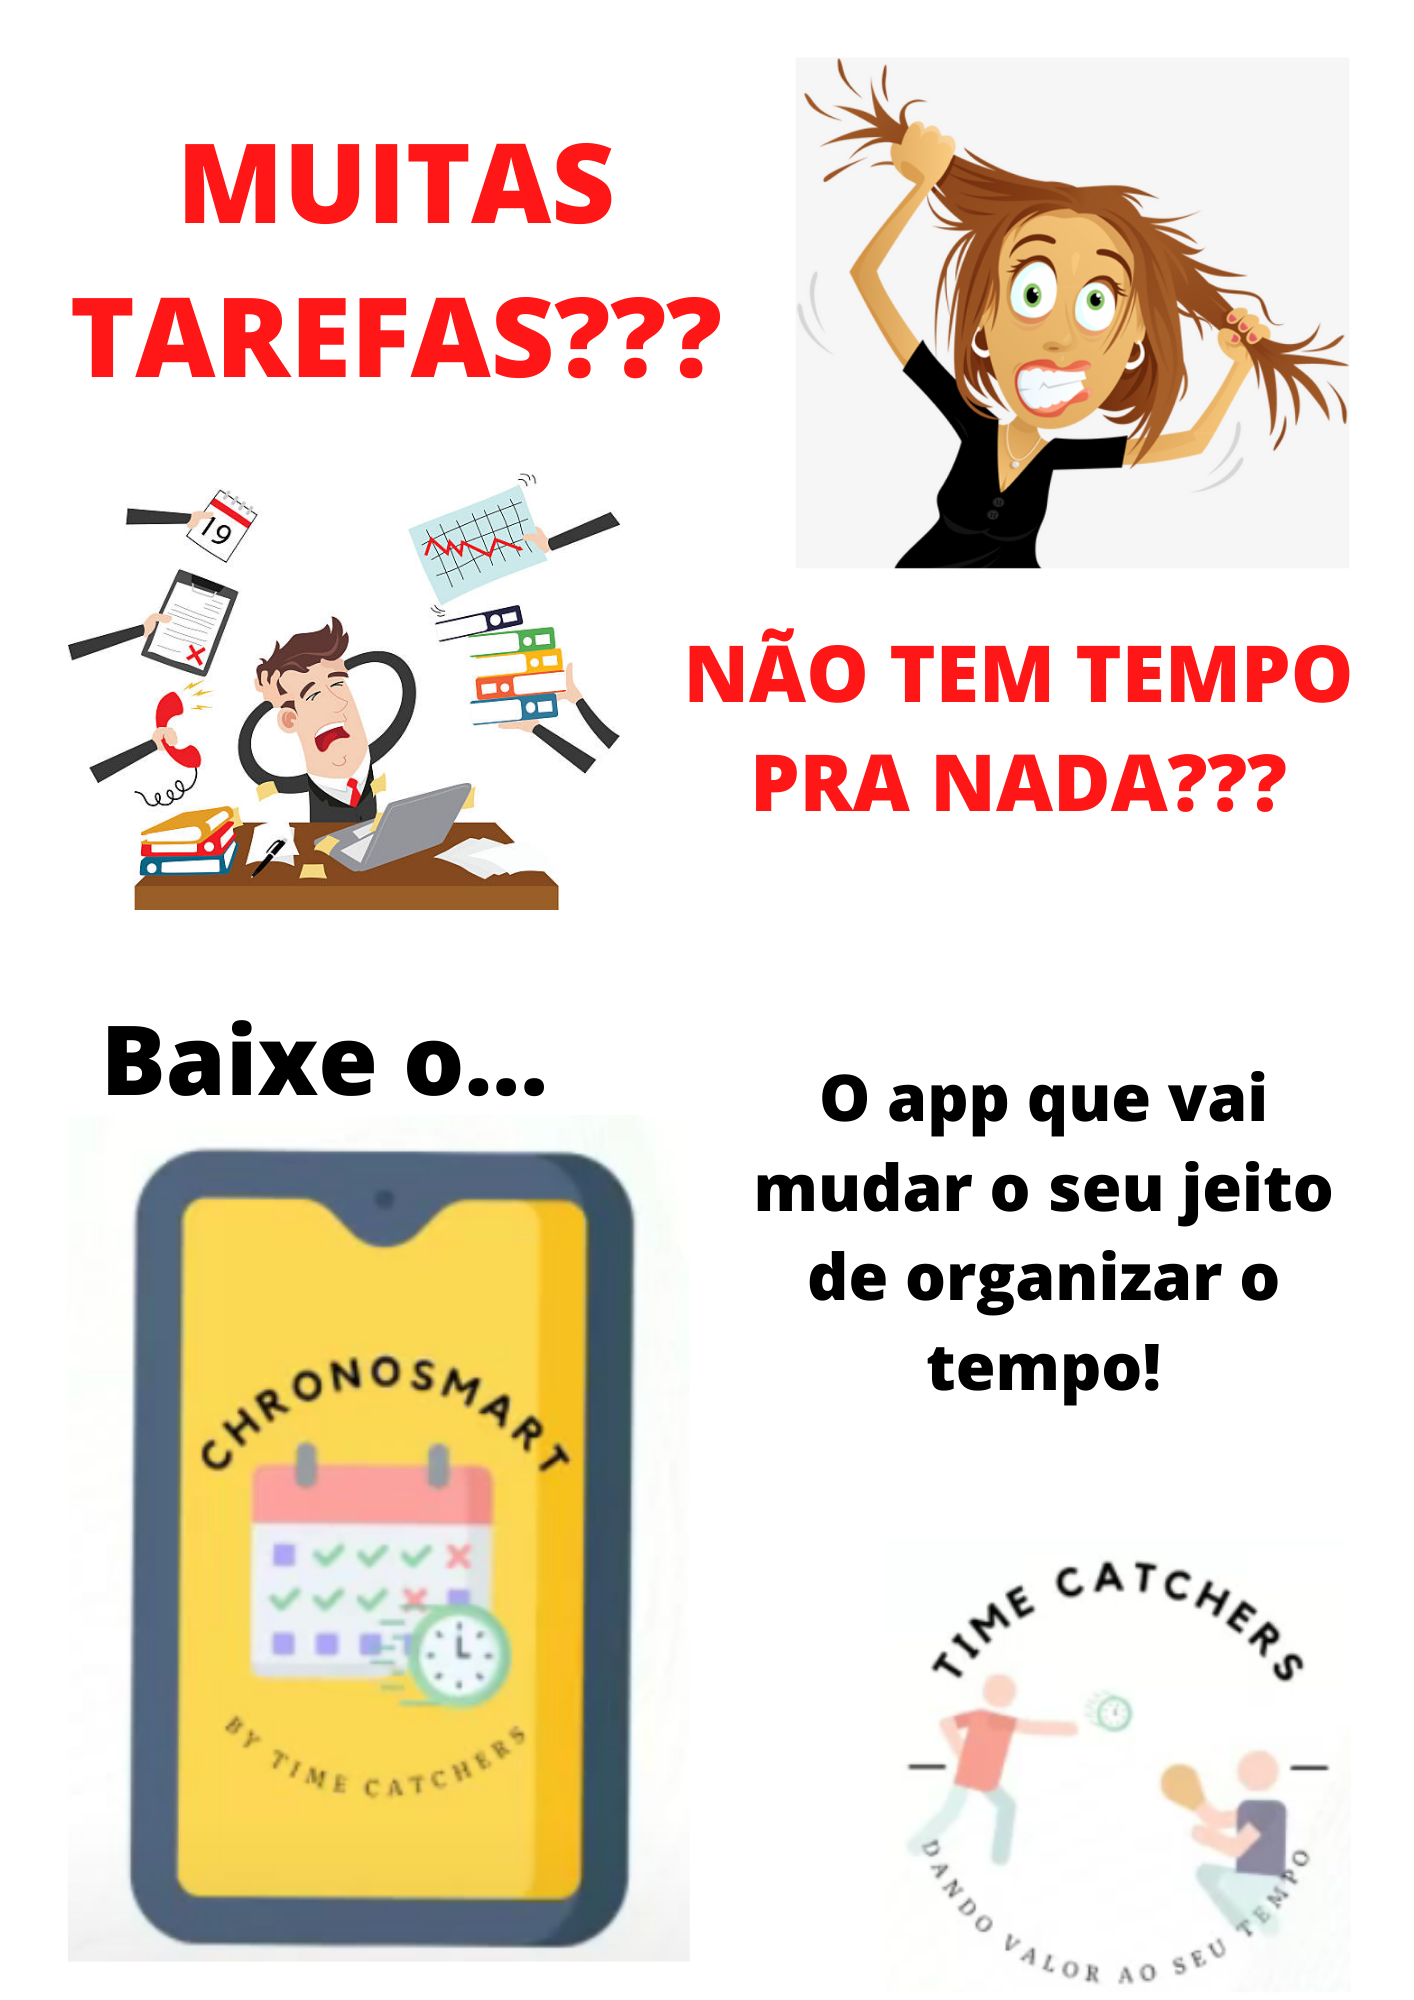 MUITAS
TAREFAS???
19
NÃO TEM TEMPO
PRA NADA???
Baixe o...
CHRONOSMART
BY TIME CATCHERS
O app que vai
mudar o seu jeito
de organizar o
tempo!
TIME CATCHERS
DANDO VALOR AO SEU TEMPO